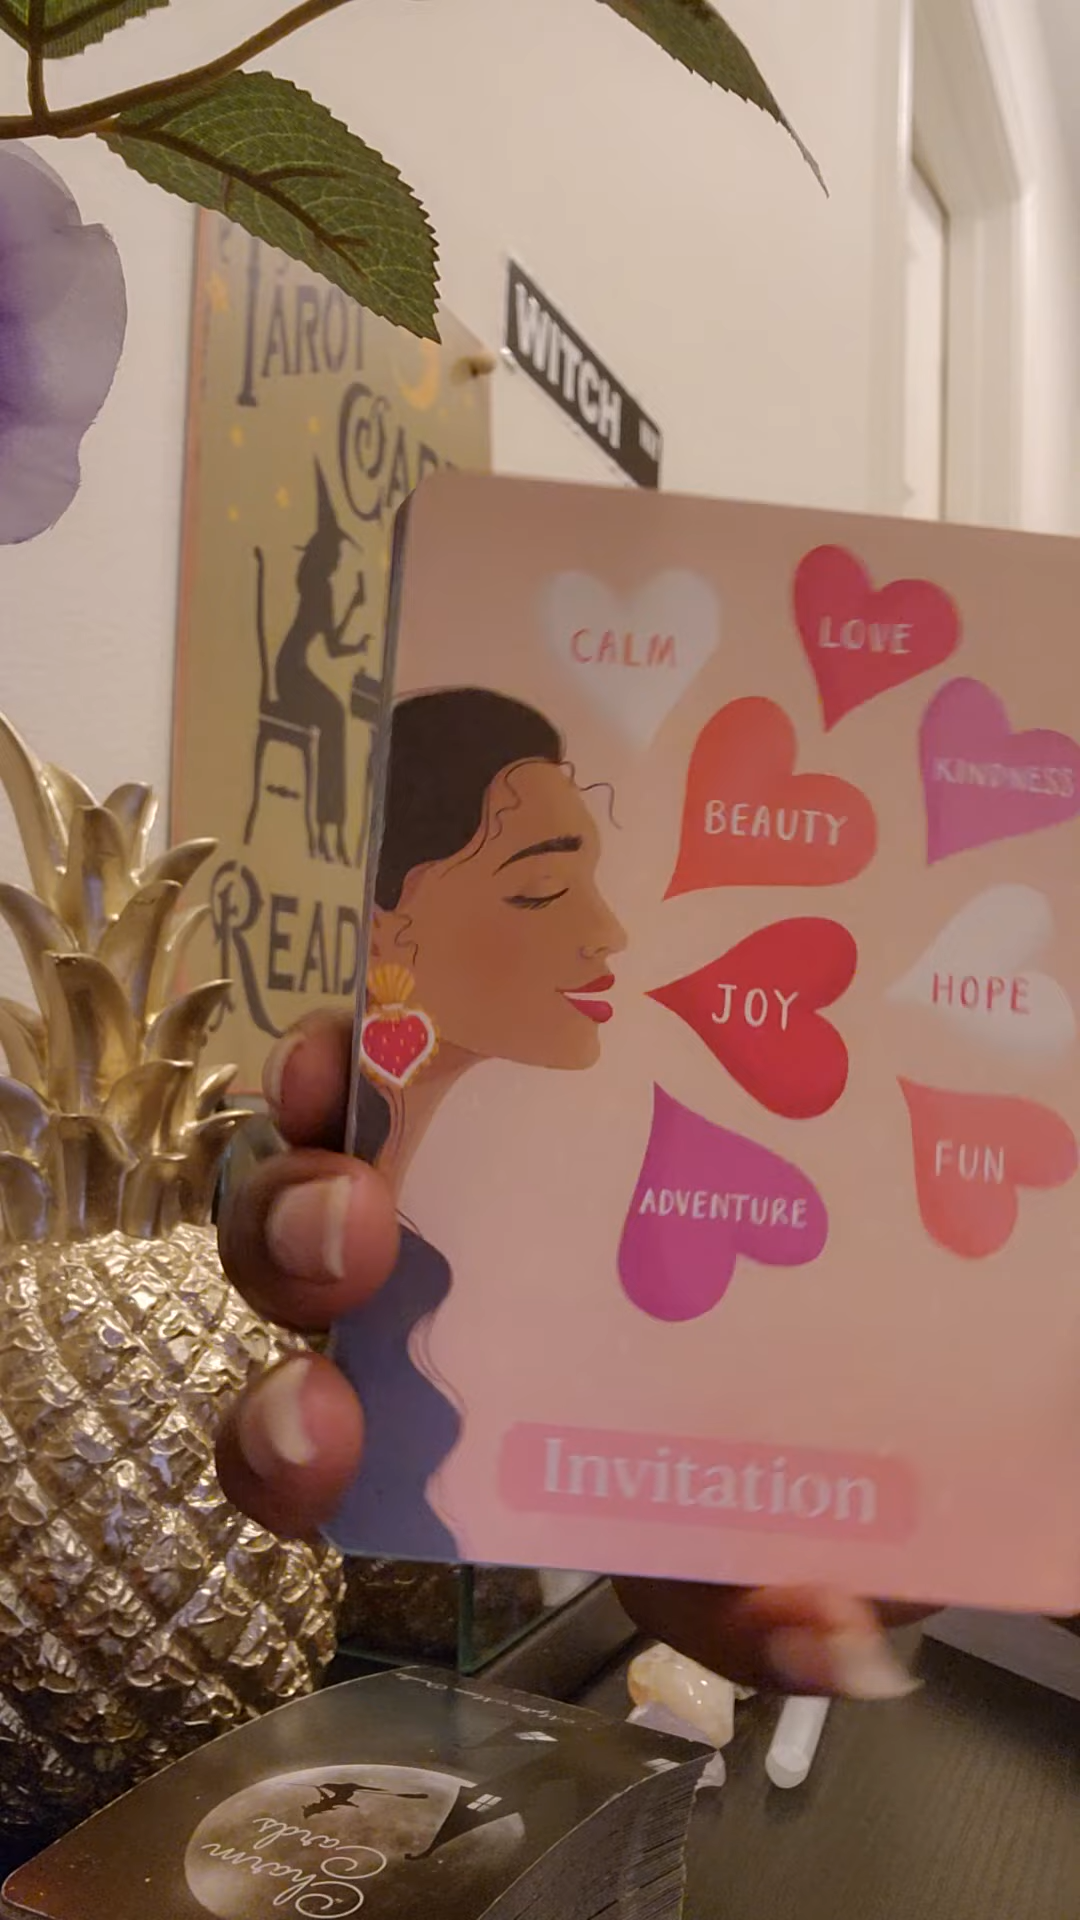 TAROT
WITCH
CALM
LOVE
BEAUTY
KINDNESS
JOY
HOPE
ADVENTURE
FUN
Invitation
READ
Charm
Cards